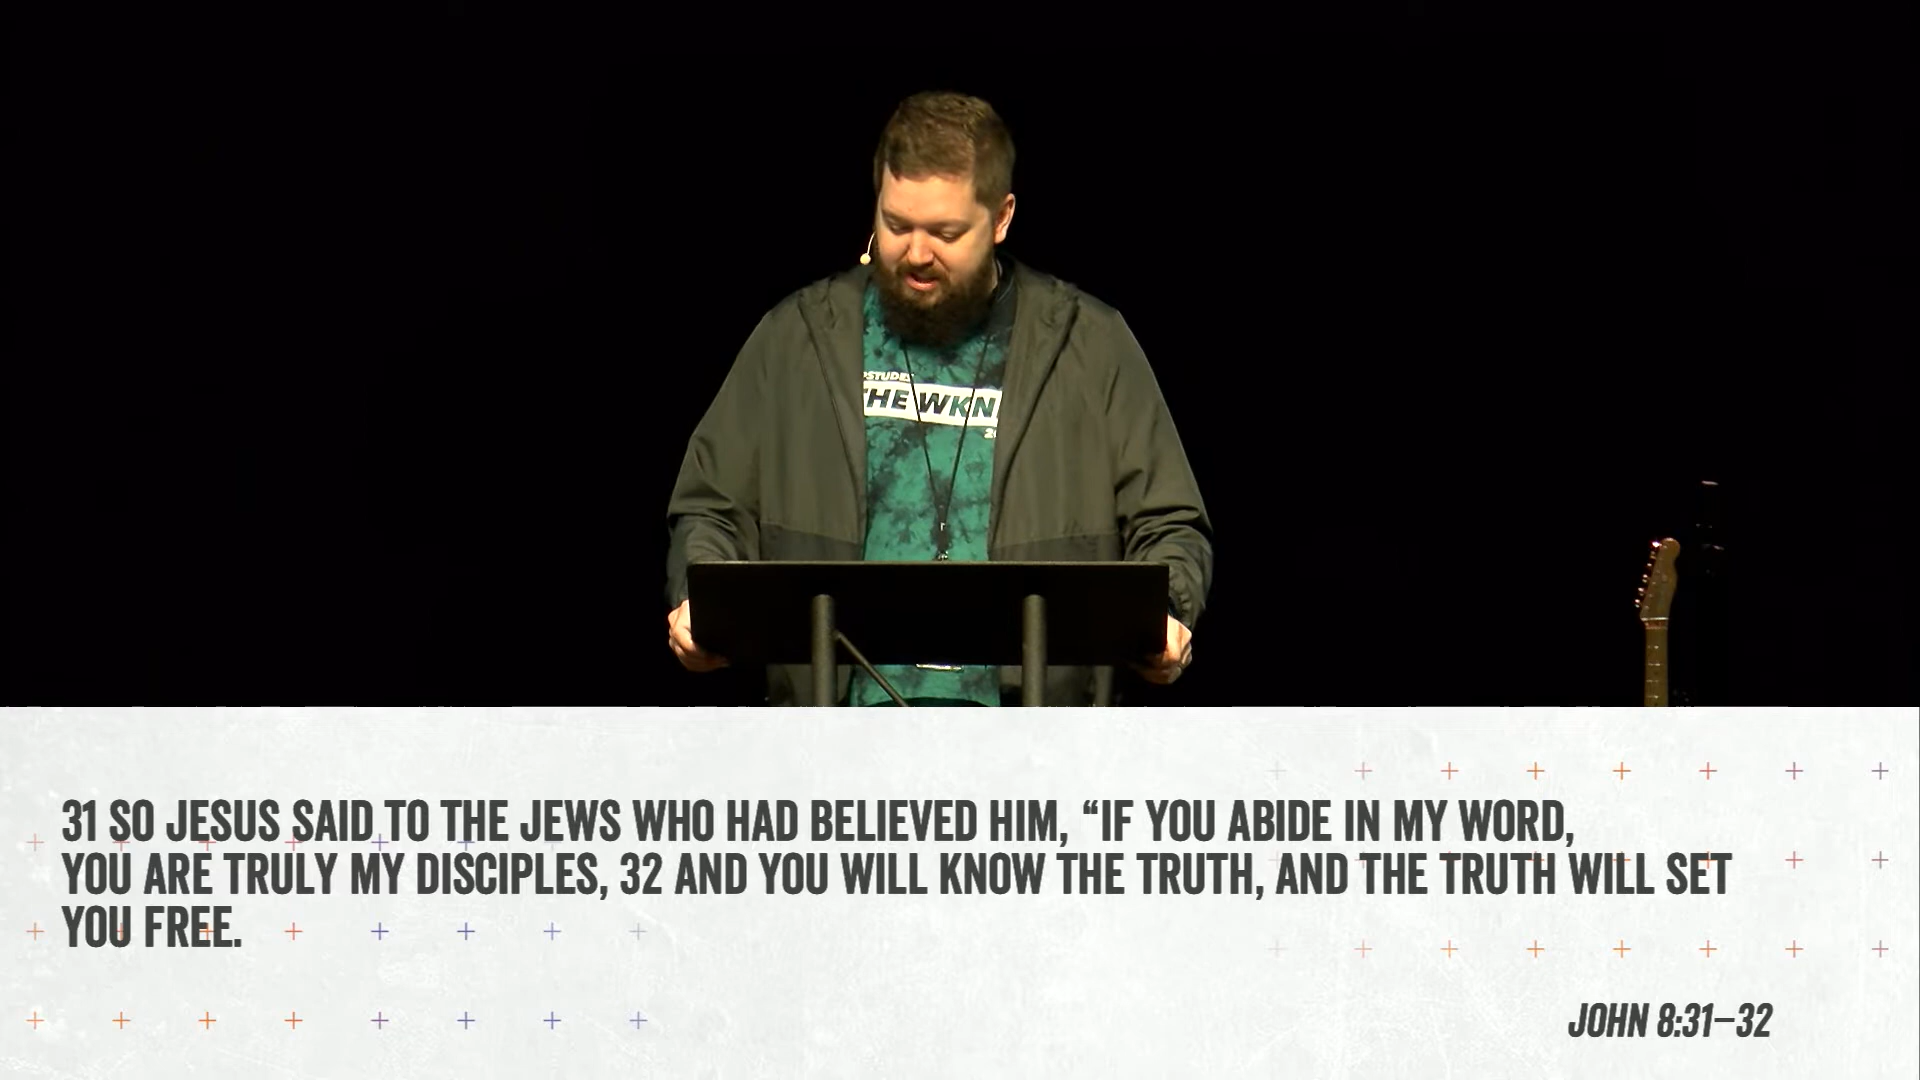 THE WKN
31 SO JESUS SAID TO THE JEWS WHO HAD BELIEVED HIM, “IF YOU ABIDE IN MY WORD,
YOU ARE TRULY MY DISCIPLES, 32 AND YOU WILL KNOW THE TRUTH, AND THE TRUTH WILL SET
YOU FREE.
JOHN 8:31–32